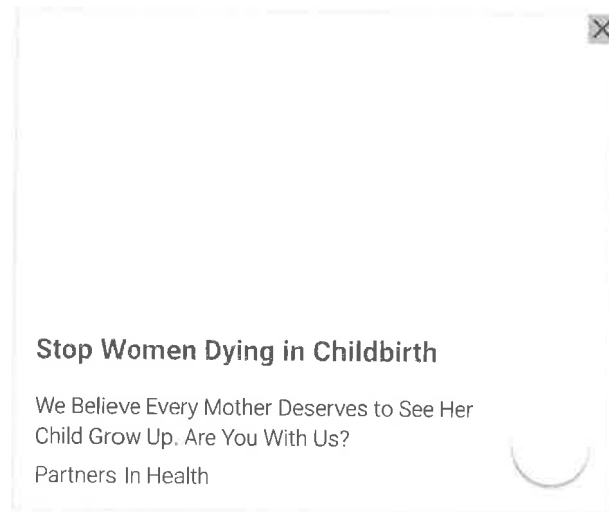 Stop Women Dying in Childbirth
We Believe Every Mother Deserves to See Her
Child Grow Up. Are You With Us?
Partners In Health